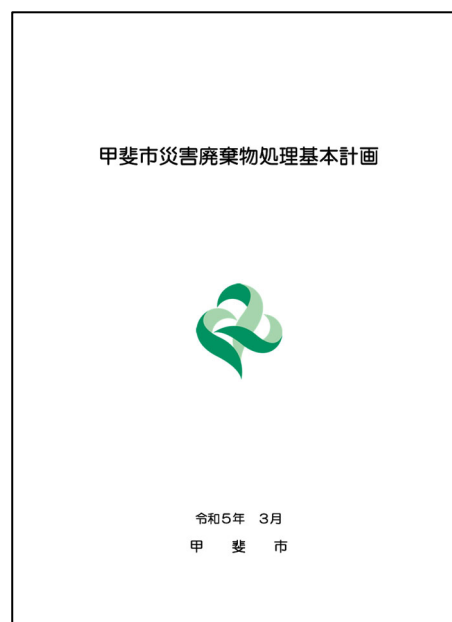 甲斐市災害廃棄物処理基本計画
令和5年　3月
甲　斐　市